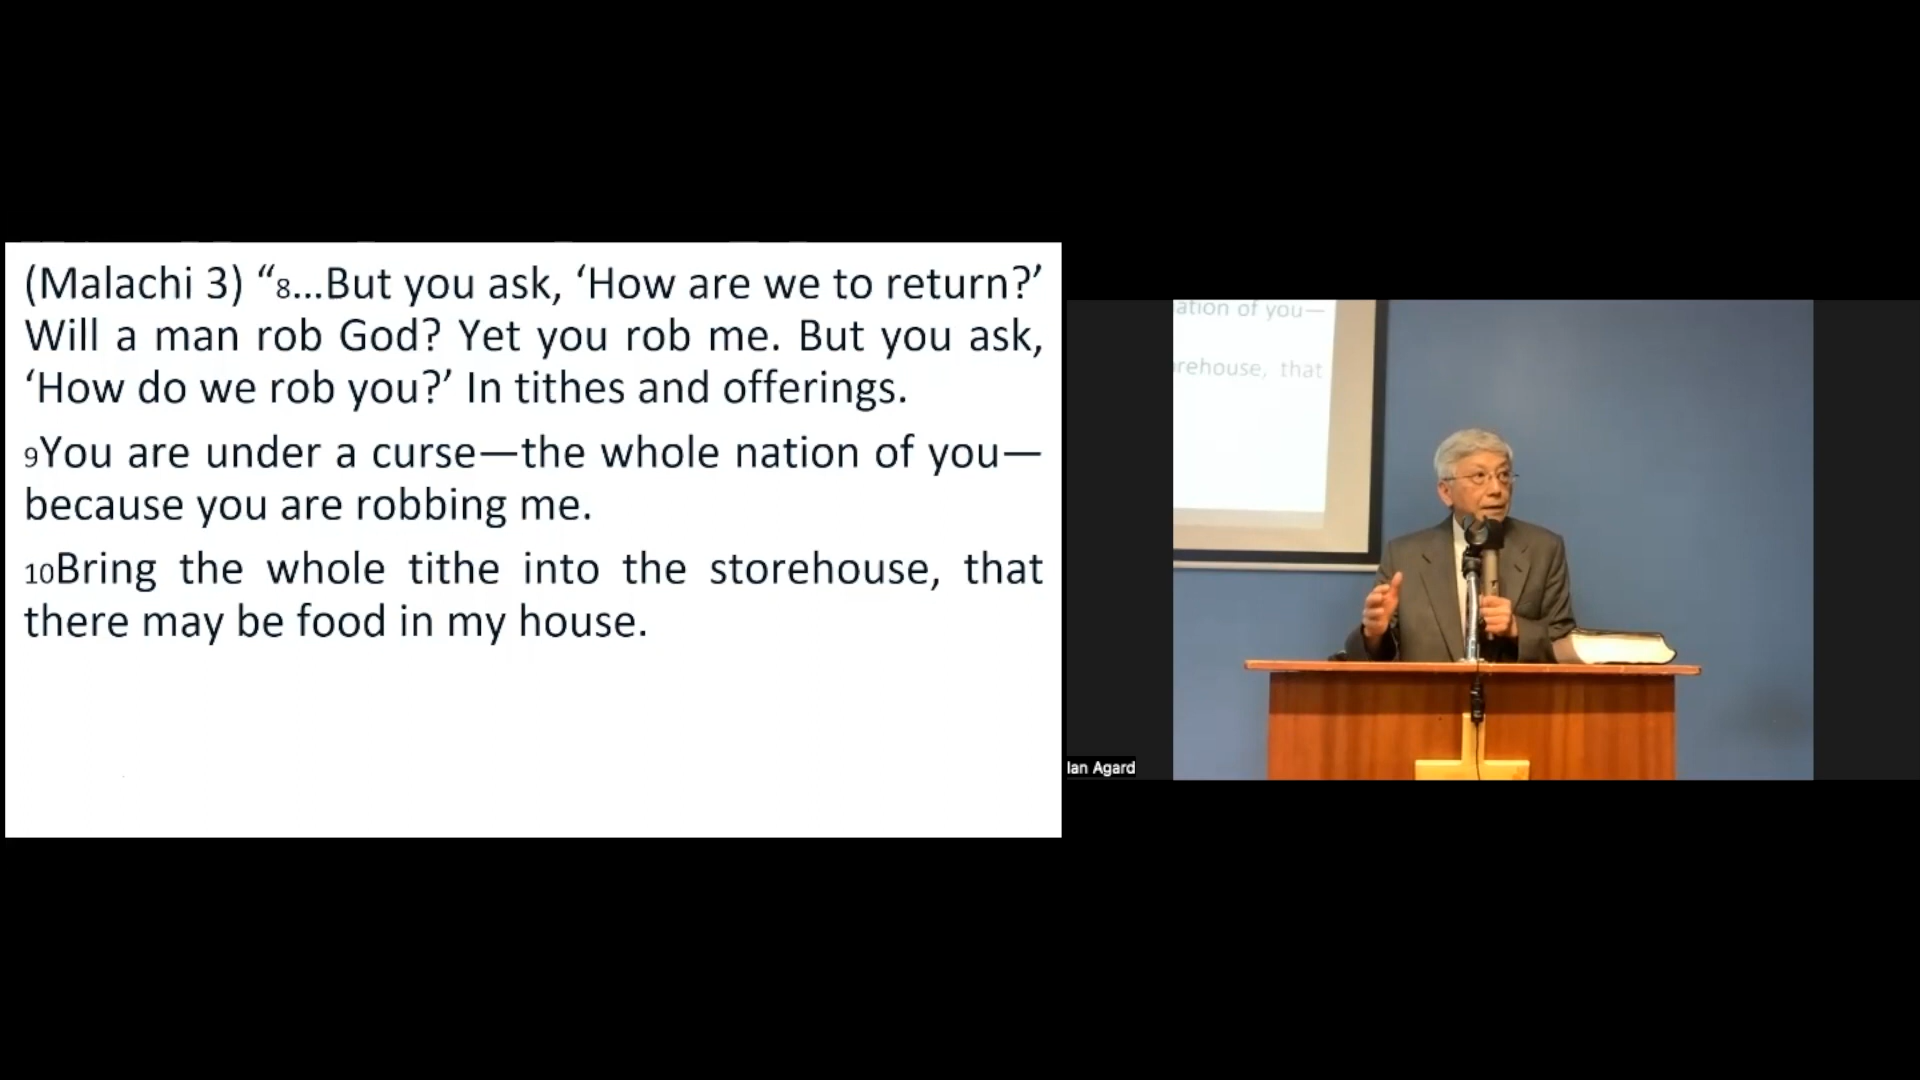 (Malachi 3) “8...But you ask, ‘How are we to return?’
Will a man rob God? Yet you rob me. But you ask,
‘How do we rob you?’ In tithes and offerings.
9You are under a curse—the whole nation of you—
because you are robbing me.
10Bring the whole tithe into the storehouse, that
there may be food in my house.
ation of you—
rehouse, that
Ian Agard